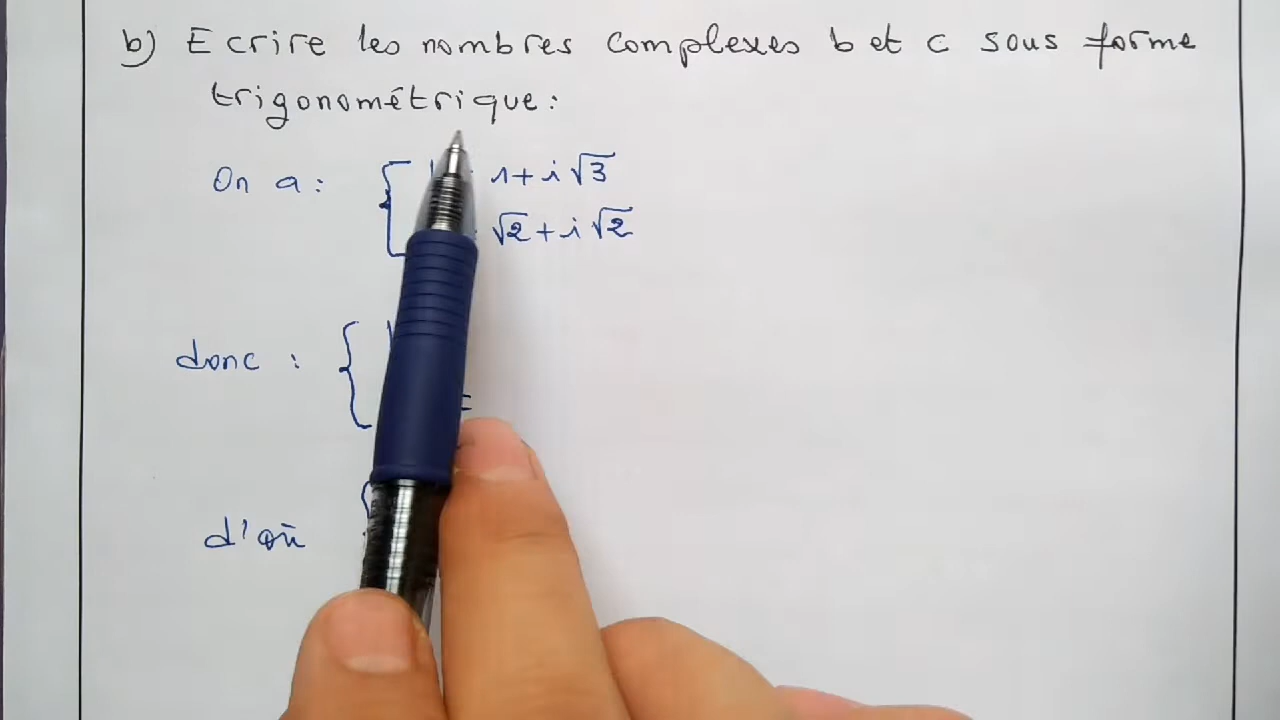 b) Ecrire les nombres complexes b et c sous forme
trigonométrique :
On a : { 1 + i √3
√2 + i √2
donc : {
=
d'où